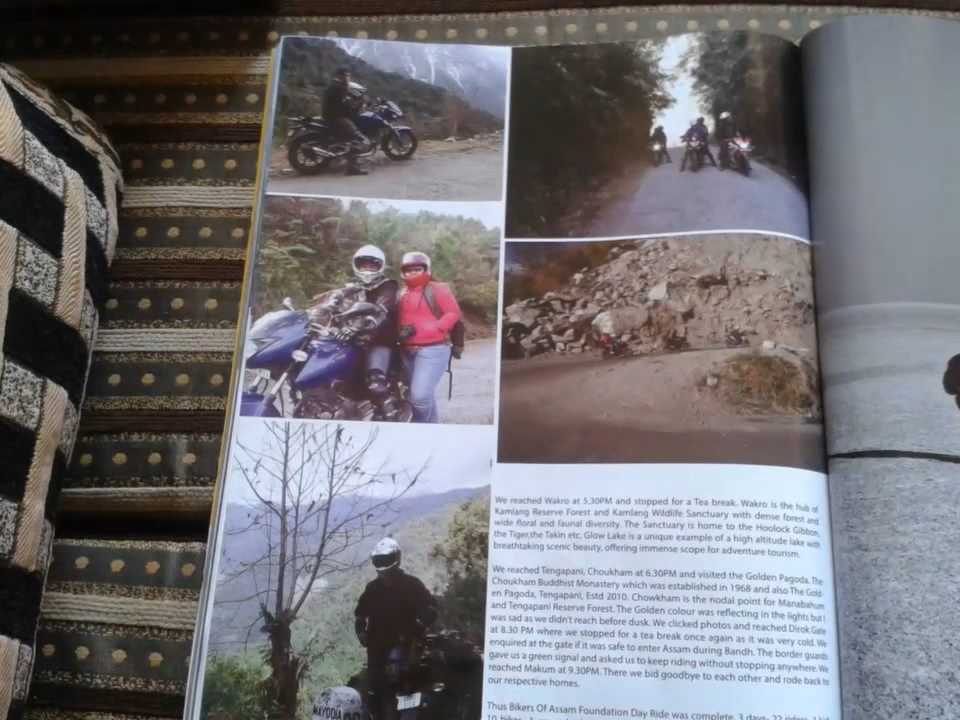 MAYODIA
We reached Wakro at 5.30PM and stopped for a Tea break. Wakro is the hub of
Kamlang Reserve Forest and Kamlang Wildlife Sanctuary with dense forest and
wide floral and faunal diversity. The Sanctuary is home to the Hoolock Gibbon,
the Tiger,the Takin etc. Glow Lake is a unique example of a high altitude lake with
breathtaking scenic beauty, offering immense scope for adventure tourism.
We reached Tengapani, Choukham at 6.30PM and visited the Golden Pagoda. The
Choukham Buddhist Monastery which was established in 1968 and also The Gold-
en Pagoda, Tengapani, Estd 2010. Chowkham is the nodal point for Manabahum
and Tengapani Reserve Forest. The Golden colour was reflecting in the lights but I
was sad as we didn't reach before dusk. We clicked photos and reached Dirok Gate
at 8.30 PM where we stopped for a tea break once again as it was very cold. We
enquired at the gate if it was safe to enter Assam during Bandh. The border guards
gave us a green signal and asked us to keep riding without stopping anywhere. We
reached Makum at 9.30PM. There we bid goodbye to each other and rode back to
our respective homes.
Thus Bikers Of Assam Foundation Day Ride was complete. 3 days- 22 riders,
10 bikes,